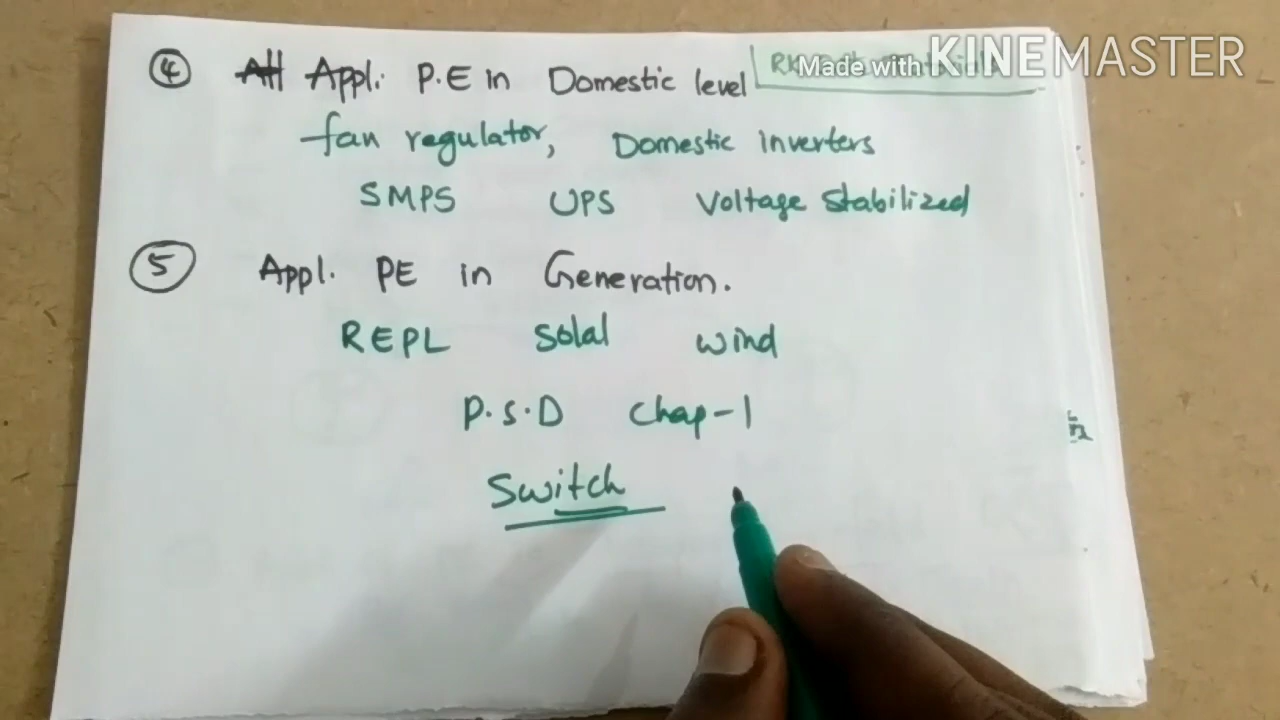 ④ Appl. P.E in Domestic level
Made with KINEMASTER
fan regulator, Domestic inverters
SMPS UPS Voltage Stabilized
⑤ Appl. PE in Generation.
REPL Solal wind
P.S.D Chap-1
Switch